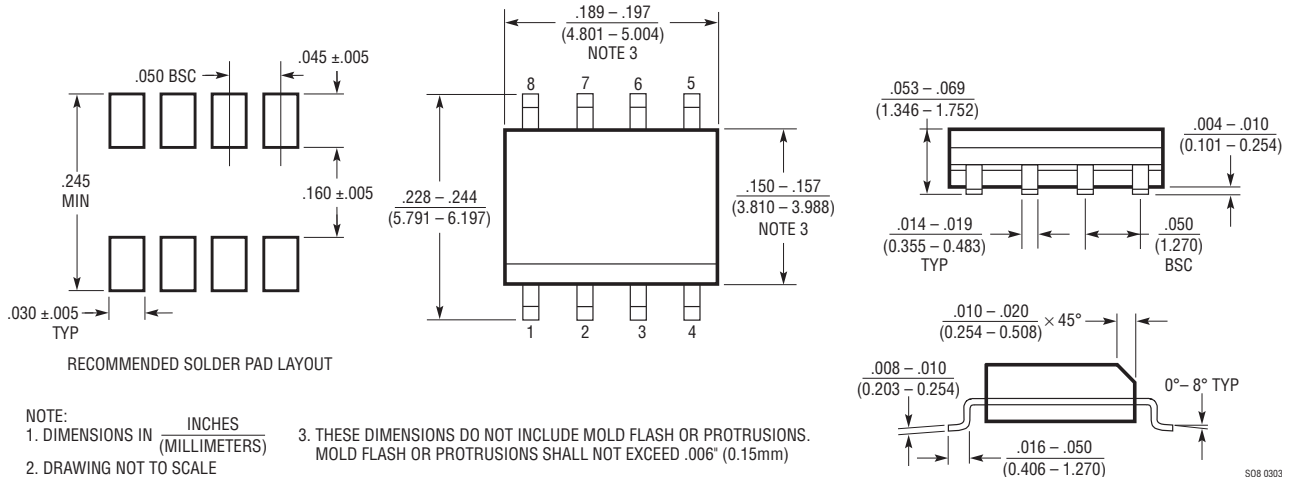 .050 BSC
.045 ±.005
.245
MIN
.160 ±.005
.030 ±.005
TYP
RECOMMENDED SOLDER PAD LAYOUT
.189 – .197
(4.801 – 5.004)
NOTE 3
8 7 6 5
.228 – .244
(5.791 – 6.197)
.150 – .157
(3.810 – 3.988)
NOTE 3
1 2 3 4
.053 – .069
(1.346 – 1.752)
.004 – .010
(0.101 – 0.254)
.014 – .019
(0.355 – 0.483)
TYP
.050
(1.270)
BSC
.010 – .020
(0.254 – 0.508)
× 45°
.008 – .010
(0.203 – 0.254)
0°– 8° TYP
.016 – .050
(0.406 – 1.270)
NOTE:
1. DIMENSIONS IN INCHES
(MILLIMETERS)
2. DRAWING NOT TO SCALE
3. THESE DIMENSIONS DO NOT INCLUDE MOLD FLASH OR PROTRUSIONS.
MOLD FLASH OR PROTRUSIONS SHALL NOT EXCEED .006" (0.15mm)
SO8 0303